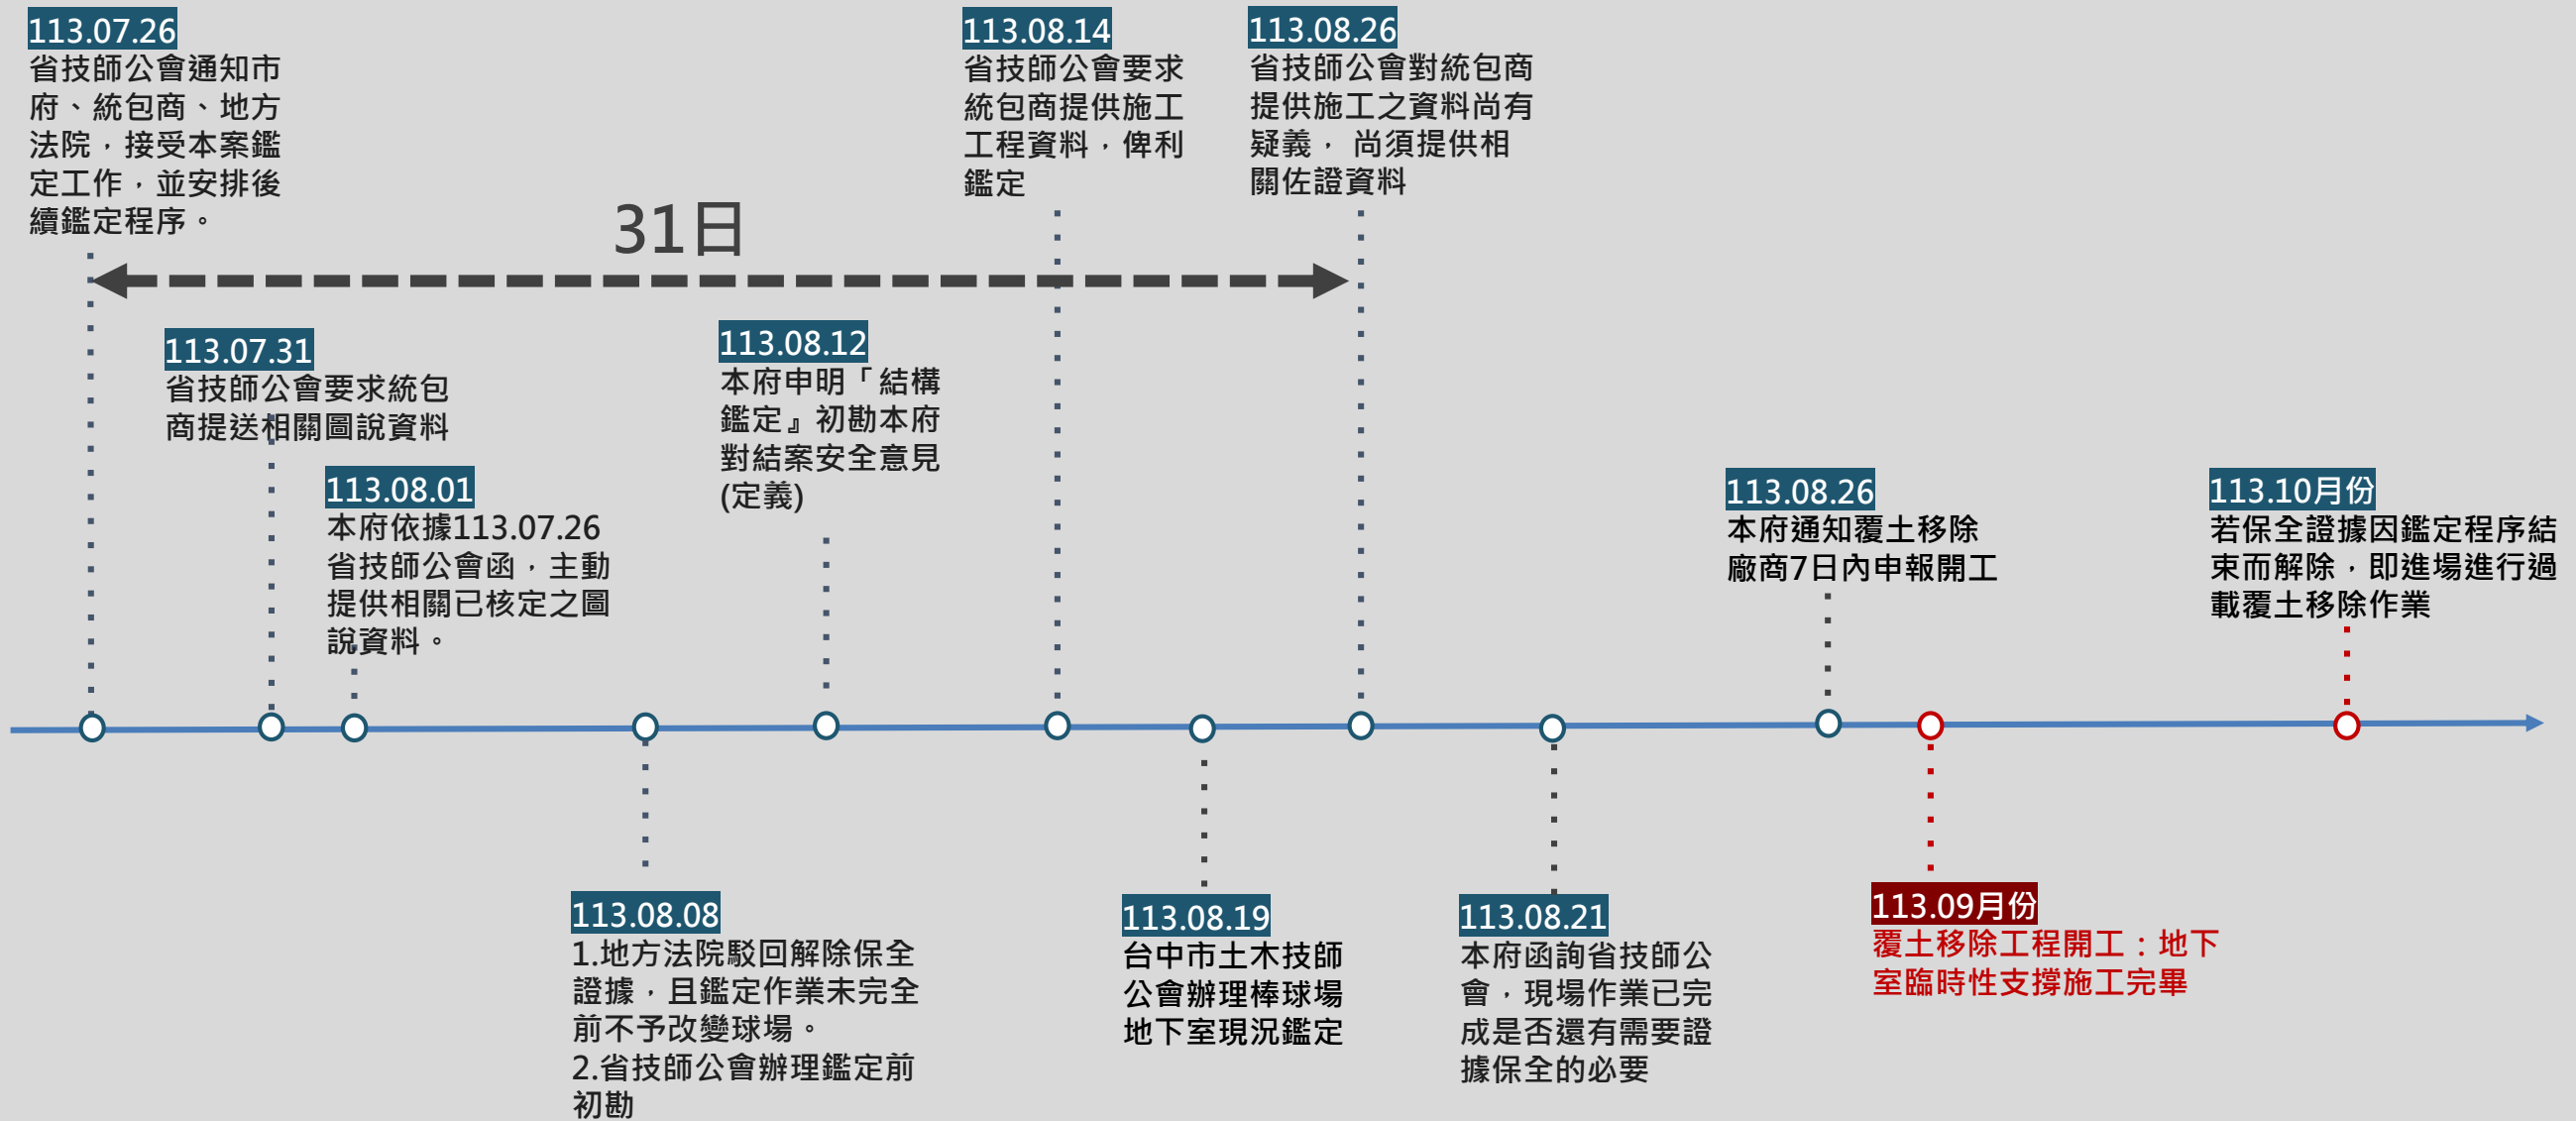 113.07.26
省技師公會通知市
府、統包商、地方
法院，接受本案鑑
定工作，並安排後
續鑑定程序。
113.08.14
省技師公會要求
統包商提供施工
工程資料，俾利
鑑定
113.08.26
省技師公會對統包商
提供施工之資料尚有
疑義， 尚須提供相
關佐證資料
31日
113.07.31
省技師公會要求統包
商提送相關圖說資料
113.08.01
本府依據113.07.26
省技師公會函，主動
提供相關已核定之圖
說資料。
113.08.12
本府申明「結構
鑑定』初勘本府
對結案安全意見
(定義)
113.08.26
本府通知覆土移除
廠商7日內申報開工
113.10月份
若保全證據因鑑定程序結
束而解除，即進場進行過
載覆土移除作業
113.08.08
1.地方法院駁回解除保全
證據，且鑑定作業未完全
前不予改變球場。
2.省技師公會辦理鑑定前
初勘
113.08.19
台中市土木技師
公會辦理棒球場
地下室現況鑑定
113.08.21
本府函詢省技師公
會，現場作業已完
成是否還有需要證
據保全的必要
113.09月份
覆土移除工程開工：地下
室臨時性支撐施工完畢